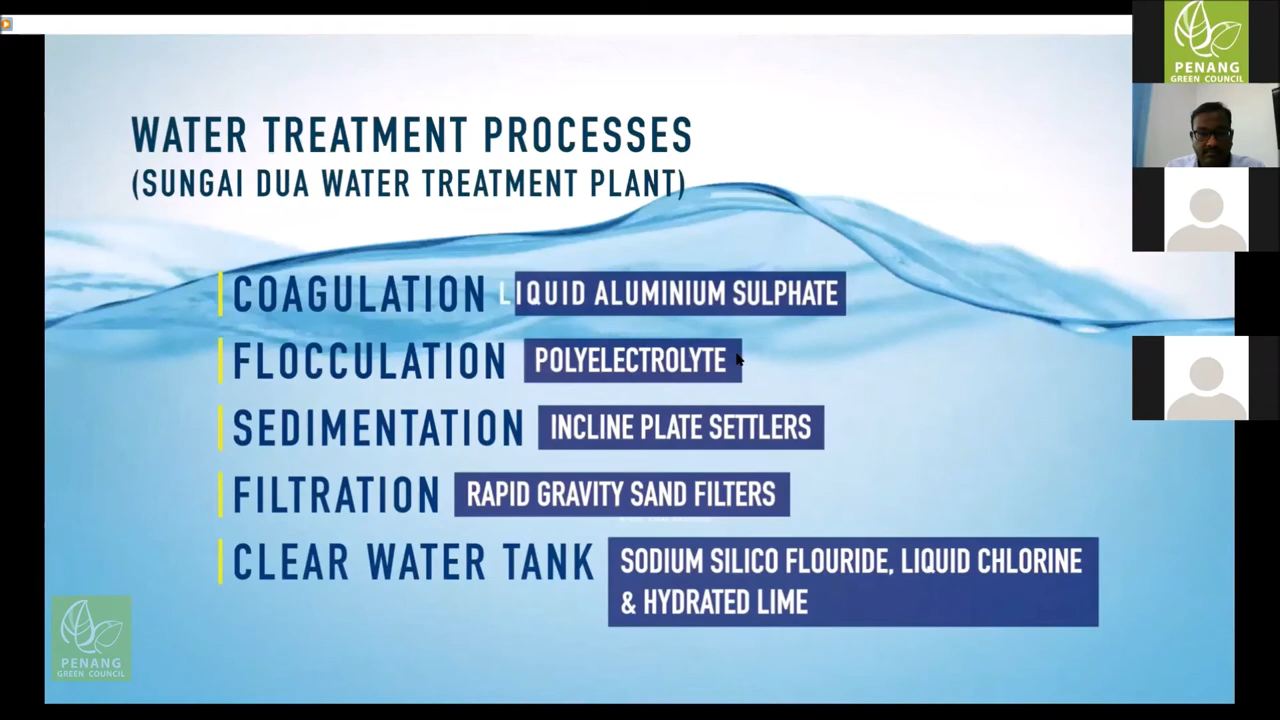 WATER TREATMENT PROCESSES
(SUNGAI DUA WATER TREATMENT PLANT)
COAGULATION LIQUID ALUMINIUM SULPHATE
FLOCCULATION POLYELECTROLYTE
SEDIMENTATION INCLINE PLATE SETTLERS
FILTRATION RAPID GRAVITY SAND FILTERS
CLEAR WATER TANK SODIUM SILICO FLOURIDE, LIQUID CHLORINE
& HYDRATED LIME
PENANG
GREEN COUNCIL
PENANG
GREEN COUNCIL